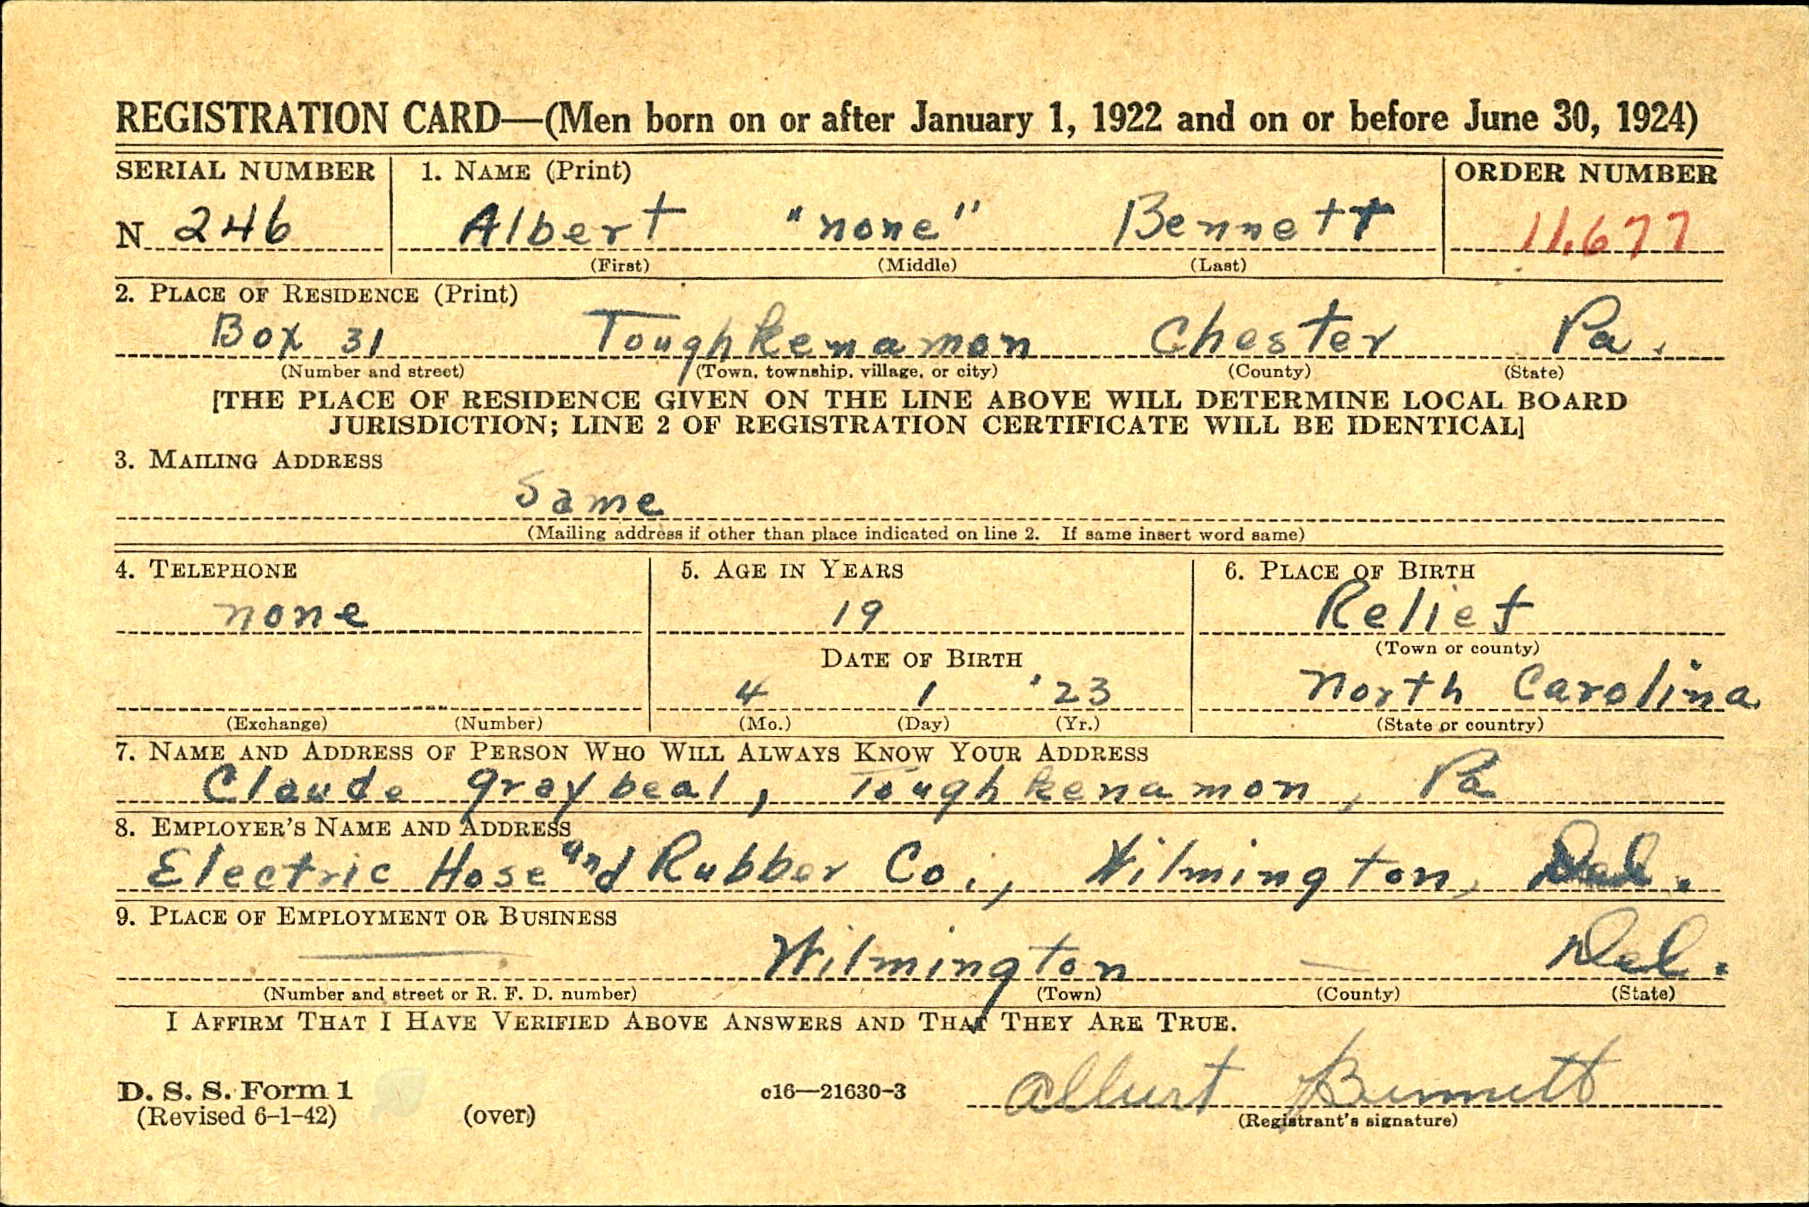 REGISTRATION CARD—(Men born on or after January 1, 1922 and on or before June 30, 1924)
SERIAL NUMBER 1. NAME (Print) ORDER NUMBER
N 246 Albert "none" Bennett 11,677
(First) (Middle) (Last)
2. PLACE OF RESIDENCE (Print)
Box 31 Toughkenamon Chester Pa.
(Number and street) (Town, township, village, or city) (County) (State)
[THE PLACE OF RESIDENCE GIVEN ON THE LINE ABOVE WILL DETERMINE LOCAL BOARD
JURISDICTION; LINE 2 OF REGISTRATION CERTIFICATE WILL BE IDENTICAL]
3. MAILING ADDRESS
Same
(Mailing address if other than place indicated on line 2. If same insert word same)
4. TELEPHONE 5. AGE IN YEARS 6. PLACE OF BIRTH
none 19 Relief
(Town or county)
DATE OF BIRTH
4 1 '23 North Carolina
(Exchange) (Number) (Mo.) (Day) (Yr.) (State or country)
7. NAME AND ADDRESS OF PERSON WHO WILL ALWAYS KNOW YOUR ADDRESS
Claude Graybeal, Toughkenamon, Pa
8. EMPLOYER'S NAME AND ADDRESS
Electric Hose and Rubber Co., Wilmington, Del.
9. PLACE OF EMPLOYMENT OR BUSINESS
— Wilmington — Del.
(Number and street or R. F. D. number) (Town) (County) (State)
I AFFIRM THAT I HAVE VERIFIED ABOVE ANSWERS AND THAT THEY ARE TRUE.
D. S. S. Form 1 c16—21630-3 Albert Bennett
(Revised 6-1-42) (over) (Registrant's signature)